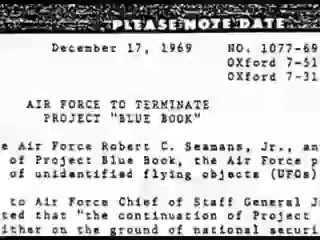 PLEASE NOTE DATE
December 17, 1969 NO. 1077-69
OXford 7-51
OXford 7-31
AIR FORCE TO TERMINATE
PROJECT "BLUE BOOK"
e Air Force Robert C. Seamans, Jr., an
of Project Blue Book, the Air Force p
of unidentified flying objects (UFOs)
to Air Force Chief of Staff General J
ted that "the continuation of Project
ither on the ground of national securi